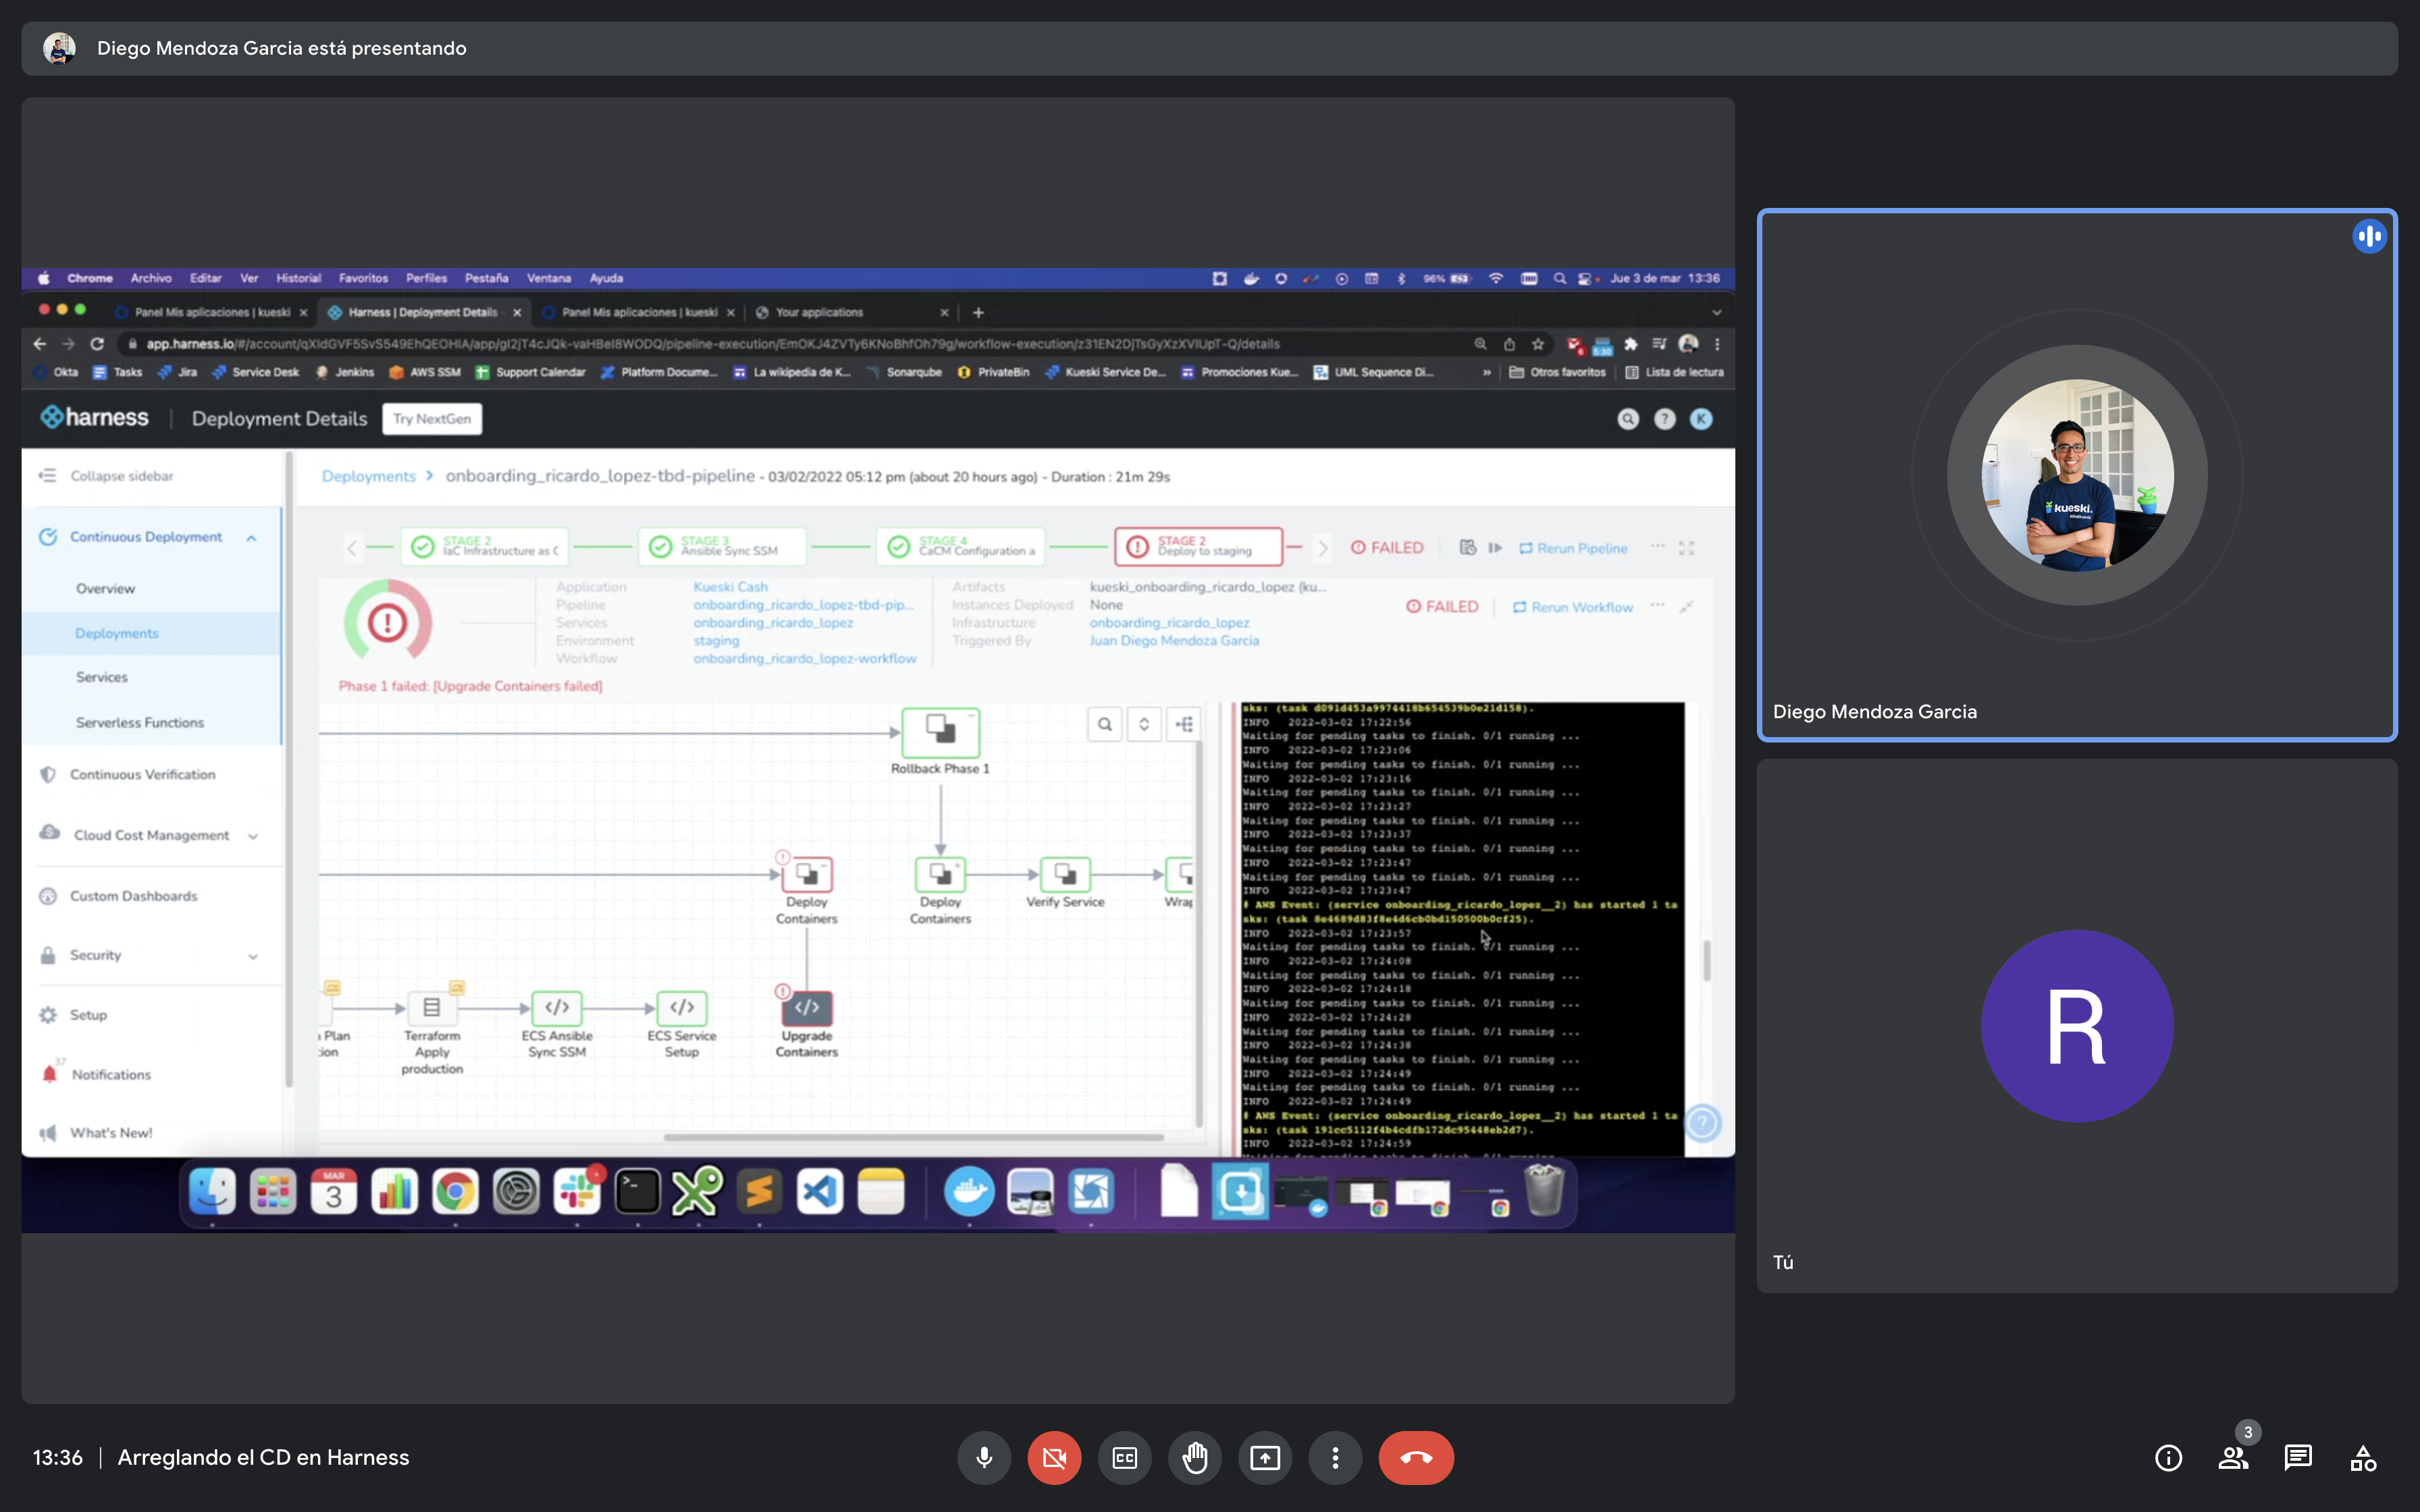 Diego Mendoza Garcia está presentando
Chrome Archivo Editar Ver Historial Favoritos Perfiles Pestaña Ventana Ayuda
96% Jue 3 de mar 13:36
Panel Mis aplicaciones | kueski
Harness | Deployment Details
Panel Mis aplicaciones | kueski
Your applications
app.harness.io/#/account/
/pipeline-execution/
/workflow-execution/
/details
Okta Tasks Jira Service Desk Jenkins AWS SSM Support Calendar Platform Docume... La wikipedia de K... Sonarqube PrivateBin Kueski Service De... Promociones Kue... UML Sequence Di... » Otros favoritos Lista de lectura
harness | Deployment Details Try NextGen
? K
Collapse sidebar
Continuous Deployment
Overview
Deployments
Services
Serverless Functions
Continuous Verification
Cloud Cost Management
Custom Dashboards
Security
Setup
37
Notifications
What's New!
Deployments > onboarding_ricardo_lopez-tbd-pipeline - 03/02/2022 05:12 pm (about 20 hours ago) - Duration : 21m 29s
STAGE 2
IaC Infrastructure as C
STAGE 3
Ansible Sync SSM
STAGE 4
CaCM Configuration a
STAGE 2
Deploy to staging
FAILED
Rerun Pipeline
Application Kueski Cash
Pipeline onboarding_ricardo_lopez-tbd-pip...
Services onboarding_ricardo_lopez
Environment staging
Workflow onboarding_ricardo_lopez-workflow
Artifacts kueski_onboarding_ricardo_lopez (ku...
Instances Deployed None
Infrastructure onboarding_ricardo_lopez
Triggered By Juan Diego Mendoza Garcia
FAILED
Rerun Workflow
Phase 1 failed: [Upgrade Containers failed]
Rollback Phase 1
Deploy
Containers
Deploy
Containers
Verify Service
Wrap
Plan
Terraform
Apply
production
ECS Ansible
Sync SSM
ECS Service
Setup
Upgrade
Containers
sks: (task d091d453a9974418b654539b0e21d158).
INFO 2022-03-02 17:22:56
Waiting for pending tasks to finish. 0/1 running ...
INFO 2022-03-02 17:23:06
Waiting for pending tasks to finish. 0/1 running ...
INFO 2022-03-02 17:23:16
Waiting for pending tasks to finish. 0/1 running ...
INFO 2022-03-02 17:23:27
Waiting for pending tasks to finish. 0/1 running ...
INFO 2022-03-02 17:23:37
Waiting for pending tasks to finish. 0/1 running ...
INFO 2022-03-02 17:23:47
Waiting for pending tasks to finish. 0/1 running ...
INFO 2022-03-02 17:23:47
# AWS Event: (service onboarding_ricardo_lopez__2) has started 1 ta
sks: (task 8e4689d83f8e4d6cb0bd150500b0cf25).
INFO 2022-03-02 17:23:57
Waiting for pending tasks to finish. 0/1 running ...
INFO 2022-03-02 17:24:08
Waiting for pending tasks to finish. 0/1 running ...
INFO 2022-03-02 17:24:18
Waiting for pending tasks to finish. 0/1 running ...
INFO 2022-03-02 17:24:28
Waiting for pending tasks to finish. 0/1 running ...
INFO 2022-03-02 17:24:38
Waiting for pending tasks to finish. 0/1 running ...
INFO 2022-03-02 17:24:49
Waiting for pending tasks to finish. 0/1 running ...
INFO 2022-03-02 17:24:49
# AWS Event: (service onboarding_ricardo_lopez__2) has started 1 ta
sks: (task 191cc5112f4b4cdfb172dc95448eb2d7).
INFO 2022-03-02 17:24:59
MAR
3
kueski.
Diego Mendoza Garcia
R
Tú
13:36 | Arreglando el CD en Harness
CC
3